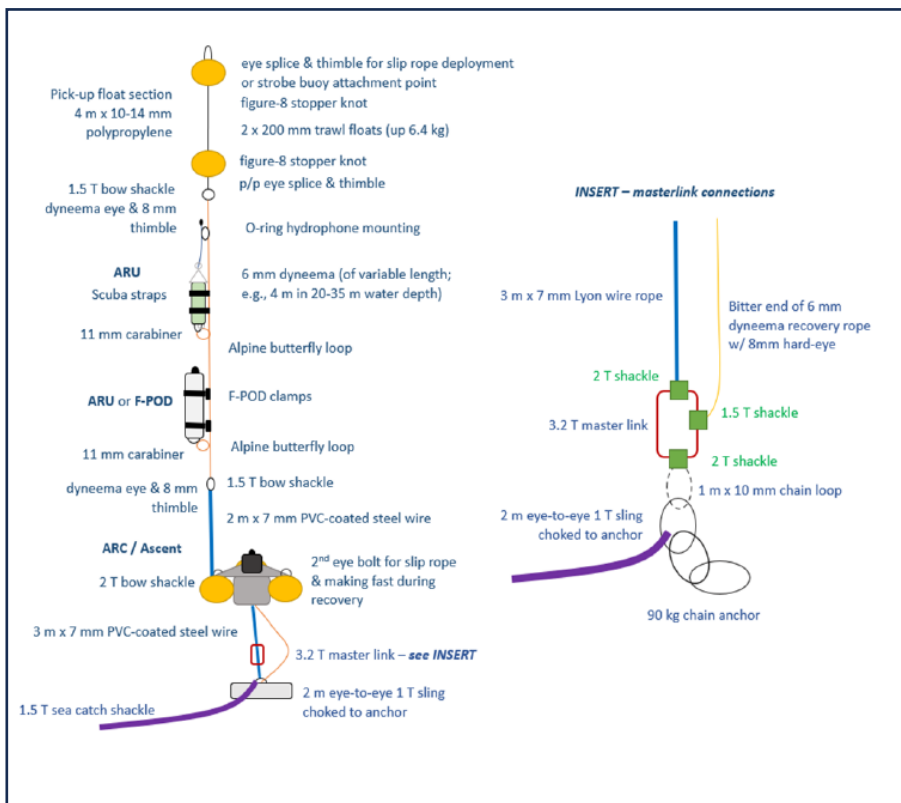 eye splice & thimble for slip rope deployment
or strobe buoy attachment point
figure-8 stopper knot
Pick-up float section
4 m x 10-14 mm
polypropylene
2 x 200 mm trawl floats (up 6.4 kg)
figure-8 stopper knot
p/p eye splice & thimble
1.5 T bow shackle
dyneema eye & 8 mm
thimble
O-ring hydrophone mounting
ARU
Scuba straps
6 mm dyneema (of variable length;
e.g., 4 m in 20-35 m water depth)
11 mm carabiner
Alpine butterfly loop
ARU or F-POD
F-POD clamps
11 mm carabiner
Alpine butterfly loop
dyneema eye & 8 mm
thimble
1.5 T bow shackle
2 m x 7 mm PVC-coated steel wire
ARC / Ascent
2 T bow shackle
2nd eye bolt for slip rope
& making fast during
recovery
3 m x 7 mm PVC-coated steel wire
3.2 T master link – see INSERT
2 m eye-to-eye 1 T sling
choked to anchor
1.5 T sea catch shackle
INSERT – masterlink connections
3 m x 7 mm Lyon wire rope
Bitter end of 6 mm
dyneema recovery rope
w/ 8mm hard-eye
2 T shackle
1.5 T shackle
3.2 T master link
2 T shackle
1 m x 10 mm chain loop
2 m eye-to-eye 1 T sling
choked to anchor
90 kg chain anchor